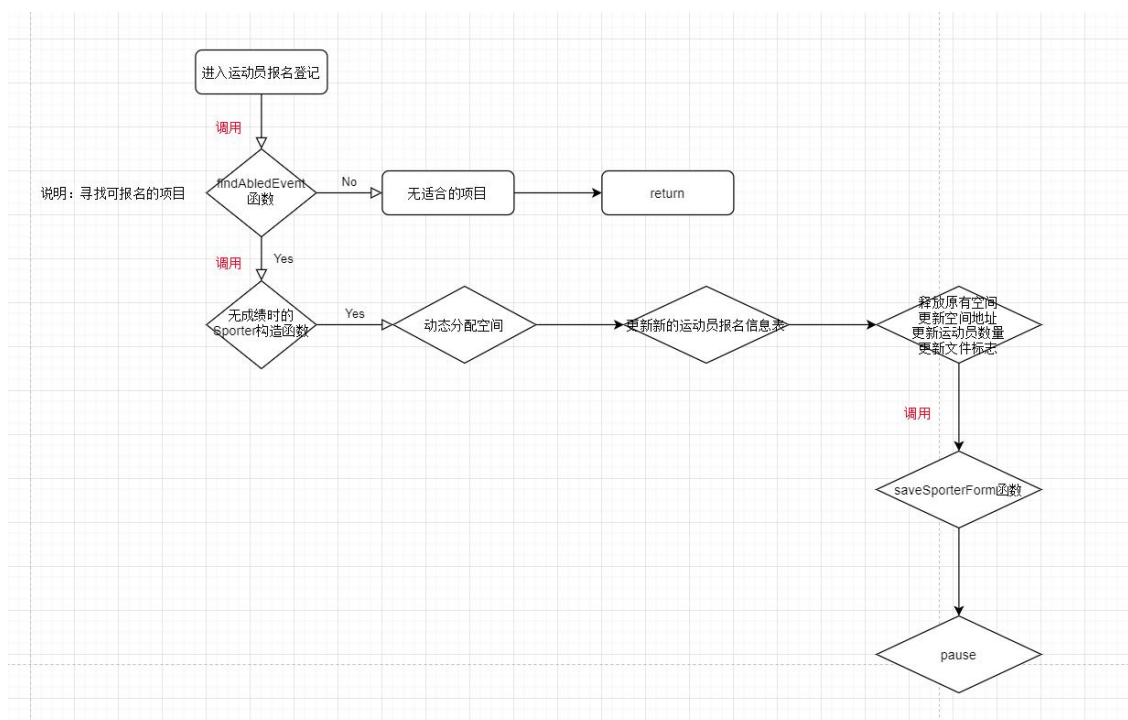 进入运动员报名登记
调用
说明：寻找可报名的项目
findAbledEvent
函数
No
无适合的项目
return
调用
Yes
无成绩时的
Sporter构造函数
Yes
动态分配空间
更新新的运动员报名信息表
释放原有空间
更新空间地址
更新运动员数量
更新文件标志
调用
saveSporterForm函数
pause